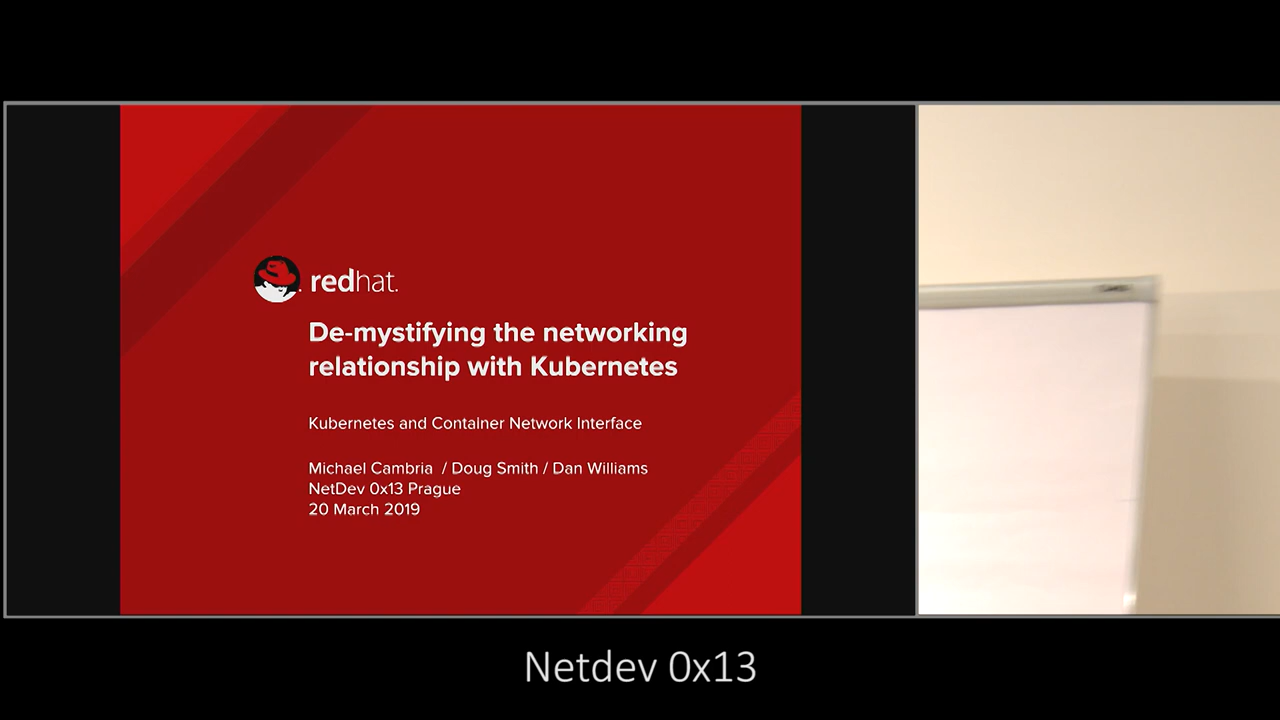 redhat.
De-mystifying the networking
relationship with Kubernetes
Kubernetes and Container Network Interface
Michael Cambria / Doug Smith / Dan Williams
NetDev 0x13 Prague
20 March 2019
Netdev 0x13